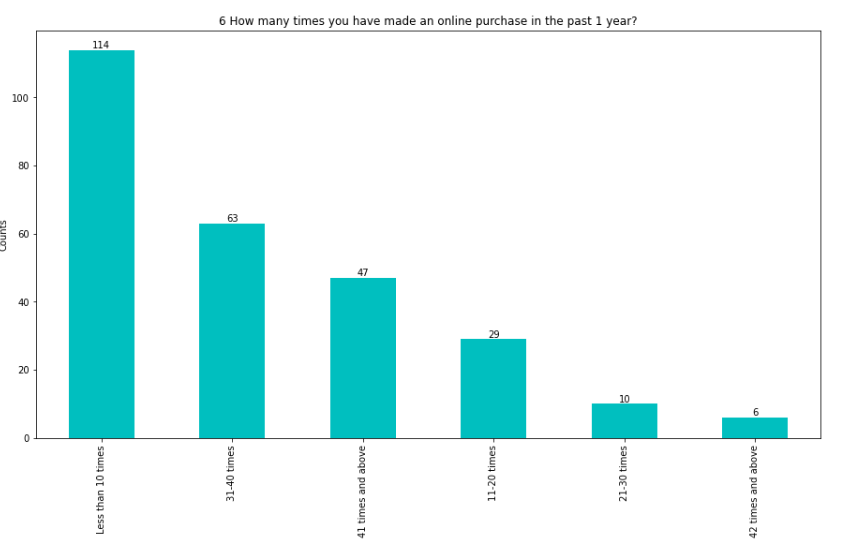 6 How many times you have made an online purchase in the past 1 year?
Counts
100
80
60
40
20
0
114
63
47
29
10
6
Less than 10 times
31-40 times
41 times and above
11-20 times
21-30 times
42 times and above